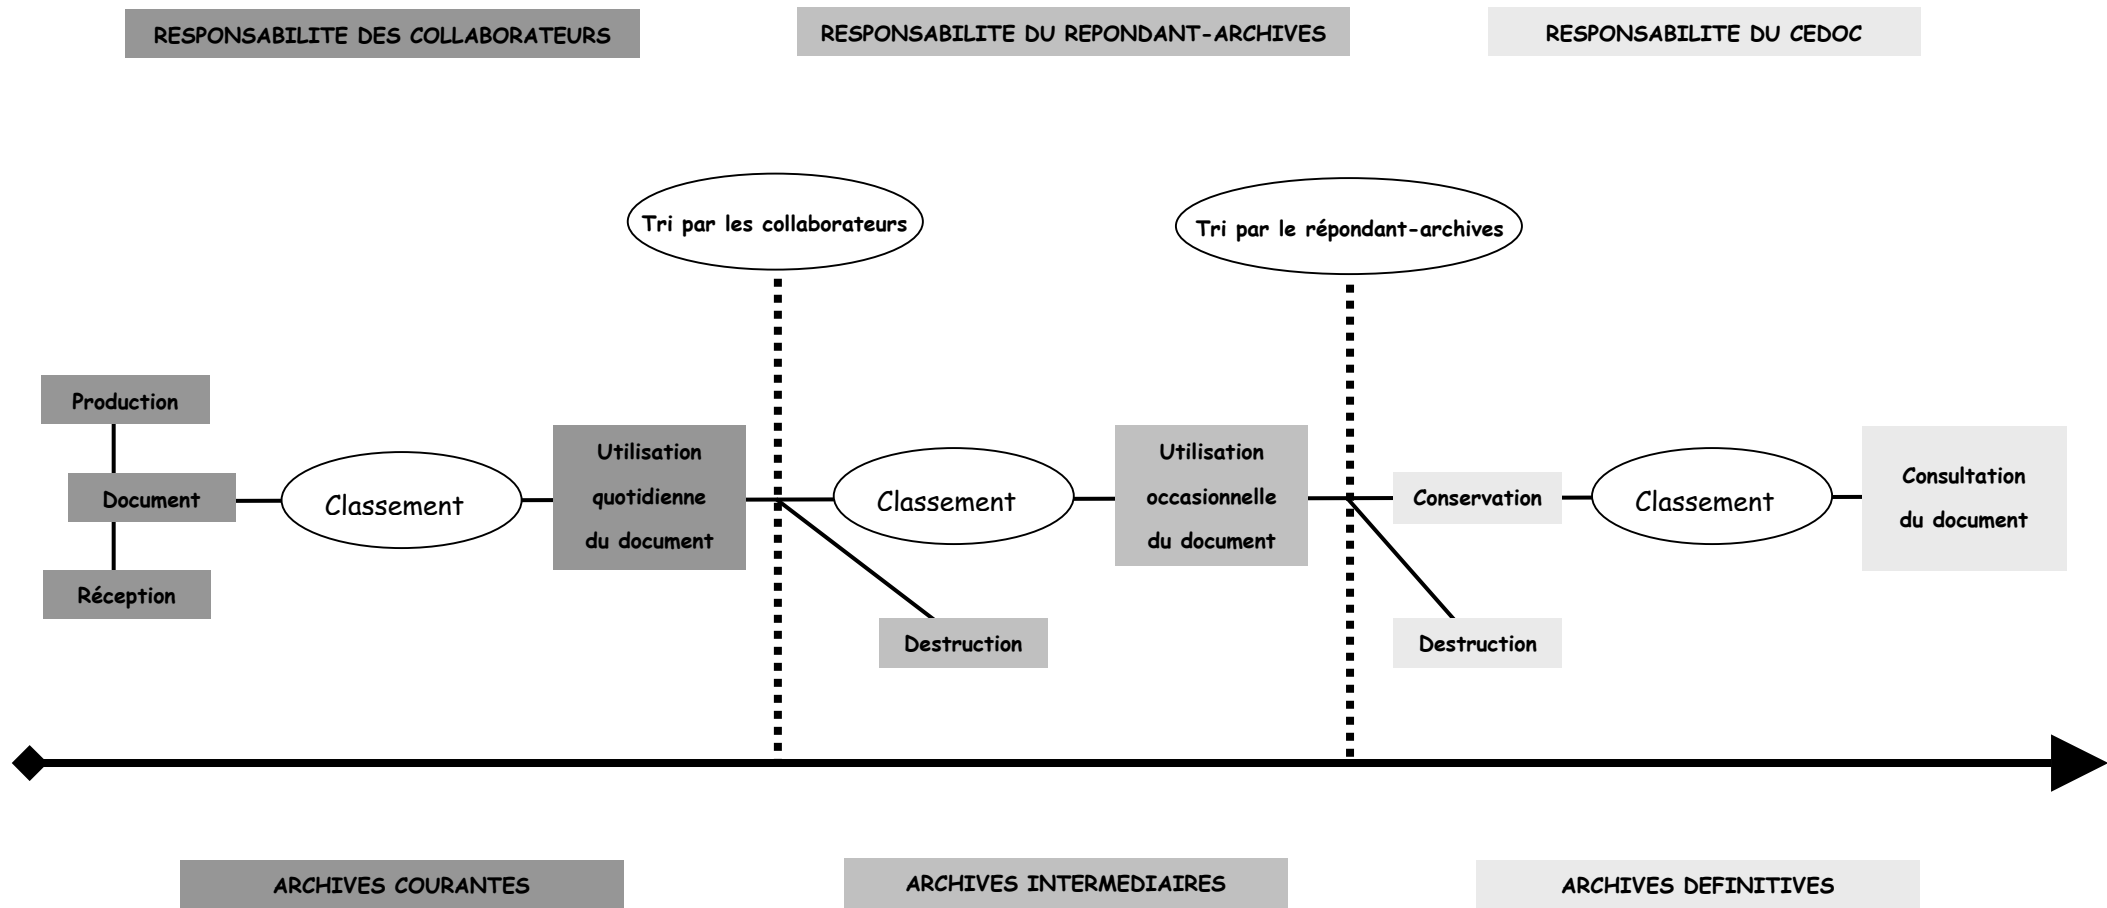 RESPONSABILITE DES COLLABORATEURS
RESPONSABILITE DU REPONDANT-ARCHIVES
RESPONSABILITE DU CEDOC
Tri par les collaborateurs
Tri par le répondant-archives
Production
Document
Réception
Classement
Utilisation
quotidienne
du document
Classement
Destruction
Utilisation
occasionnelle
du document
Conservation
Destruction
Classement
Consultation
du document
ARCHIVES COURANTES
ARCHIVES INTERMEDIAIRES
ARCHIVES DEFINITIVES